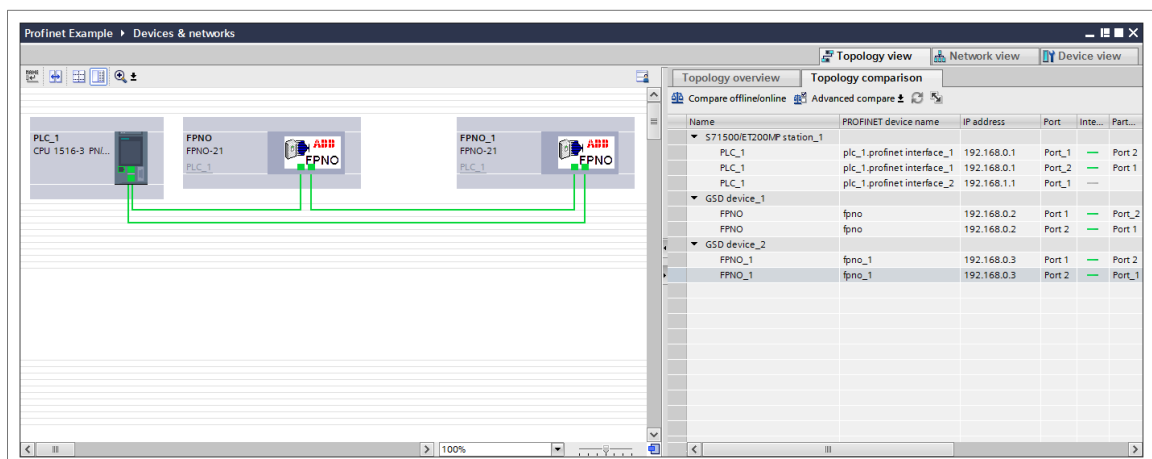 Profinet Example ▸ Devices & networks
Topology view Network view Device view
Topology overview Topology comparison
Compare offline/online Advanced compare
Name PROFINET device name IP address Port Inte... Part...
S71500/ET200MP station_1
PLC_1 plc_1.profinet interface_1 192.168.0.1 Port_1 Port 2
PLC_1 plc_1.profinet interface_1 192.168.0.1 Port_2 Port 1
PLC_1 plc_1.profinet interface_2 192.168.1.1 Port_1
GSD device_1
FPNO fpno 192.168.0.2 Port 1 Port_2
FPNO fpno 192.168.0.2 Port 2 Port 1
GSD device_2
FPNO_1 fpno_1 192.168.0.3 Port 1 Port 2
FPNO_1 fpno_1 192.168.0.3 Port 2 Port_1
PLC_1
CPU 1516-3 PN/...
FPNO
FPNO-21
PLC_1
ABB
FPNO
FPNO_1
FPNO-21
PLC_1
ABB
FPNO
100%